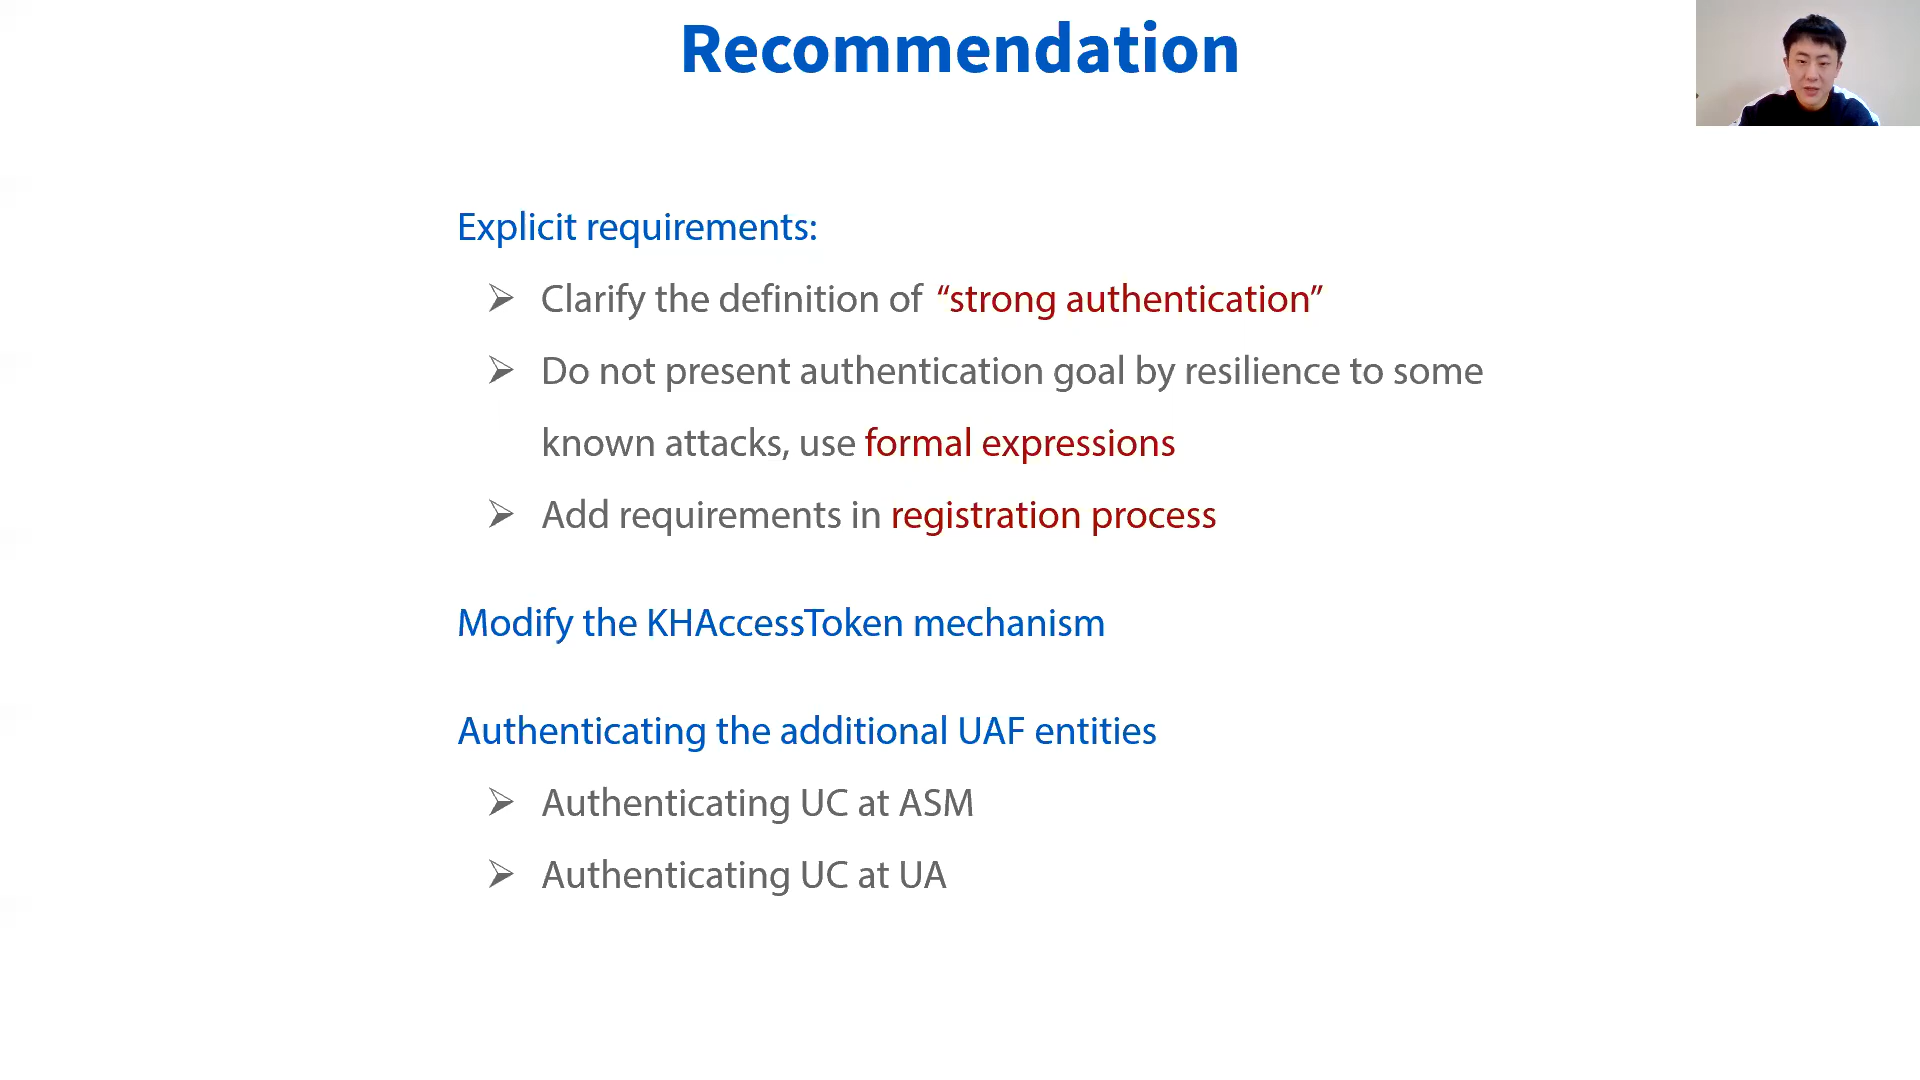 Recommendation
Explicit requirements:
Clarify the definition of “strong authentication”
Do not present authentication goal by resilience to some
known attacks, use formal expressions
Add requirements in registration process
Modify the KHAccessToken mechanism
Authenticating the additional UAF entities
Authenticating UC at ASM
Authenticating UC at UA